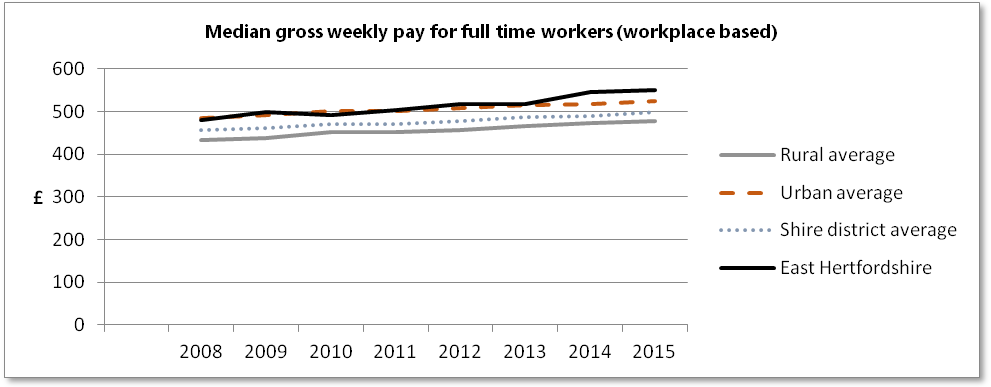 Median gross weekly pay for full time workers (workplace based)
600
500
400
300
200
100
0
£
2008 2009 2010 2011 2012 2013 2014 2015
Rural average
Urban average
Shire district average
East Hertfordshire